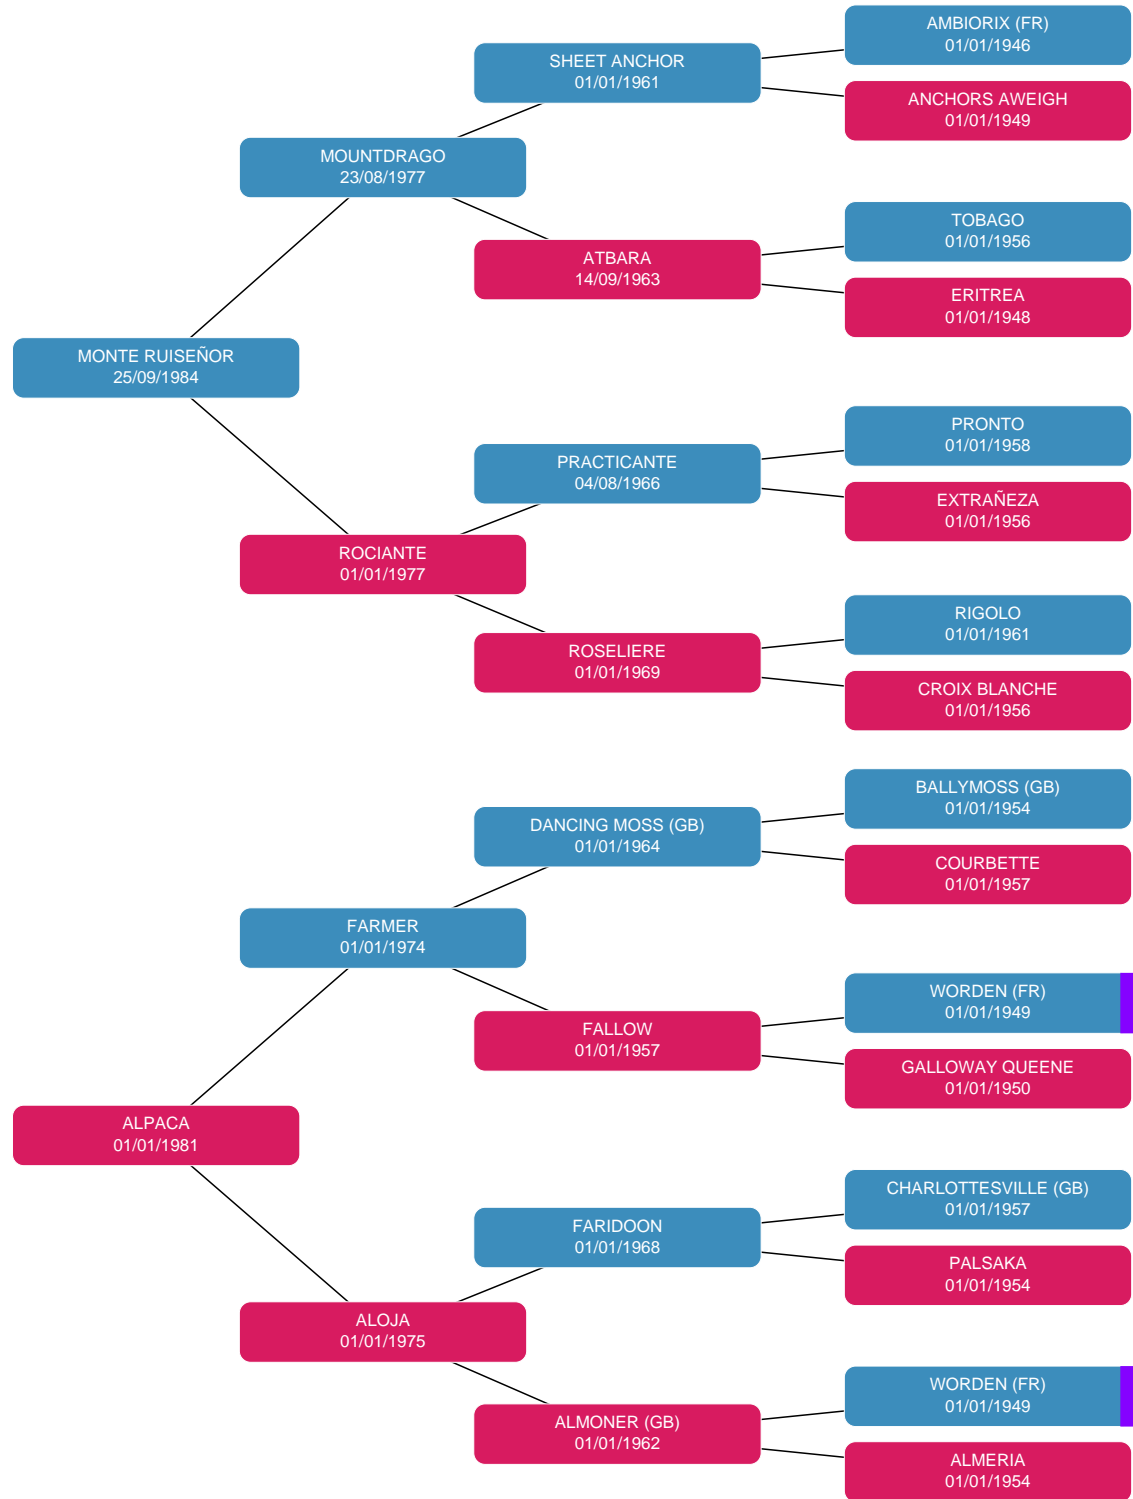 AMBIORIX (FR)
01/01/1946
SHEET ANCHOR
01/01/1961
ANCHORS AWEIGH
01/01/1949
MOUNTDRAGO
23/08/1977
TOBAGO
01/01/1956
ATBARA
14/09/1963
ERITREA
01/01/1948
MONTE RUISEÑOR
25/09/1984
PRONTO
01/01/1958
PRACTICANTE
04/08/1966
EXTRAÑEZA
01/01/1956
ROCIANTE
01/01/1977
RIGOLO
01/01/1961
ROSELIERE
01/01/1969
CROIX BLANCHE
01/01/1956
BALLYMOSS (GB)
01/01/1954
DANCING MOSS (GB)
01/01/1964
COURBETTE
01/01/1957
FARMER
01/01/1974
WORDEN (FR)
01/01/1949
FALLOW
01/01/1957
GALLOWAY QUEENE
01/01/1950
ALPACA
01/01/1981
CHARLOTTESVILLE (GB)
01/01/1957
FARIDOON
01/01/1968
PALSAKA
01/01/1954
ALOJA
01/01/1975
WORDEN (FR)
01/01/1949
ALMONER (GB)
01/01/1962
ALMERIA
01/01/1954